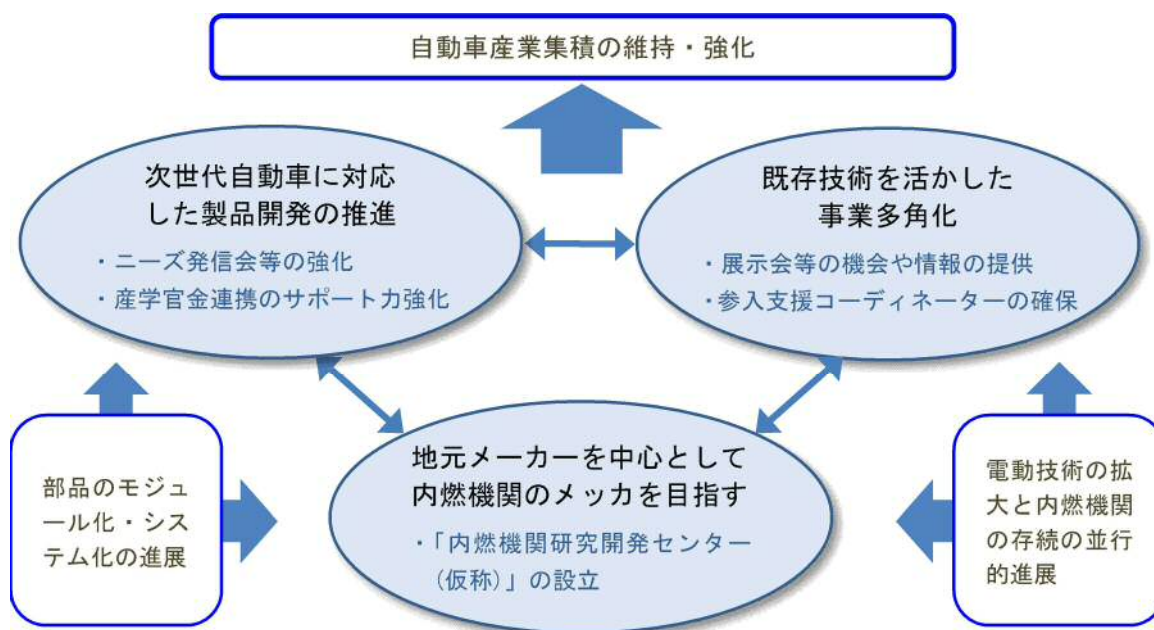 自動車産業集積の維持・強化
次世代自動車に対応
した製品開発の推進
・ニーズ発信会等の強化
・産学官金連携のサポート力強化
既存技術を活かした
事業多角化
・展示会等の機会や情報の提供
・参入支援コーディネーターの確保
部品のモジュ
ール化・シス
テム化の進展
地元メーカーを中心として
内燃機関のメッカを目指す
・「内燃機関研究開発センター
(仮称)」の設立
電動技術の拡
大と内燃機関
の存続の並行
的進展